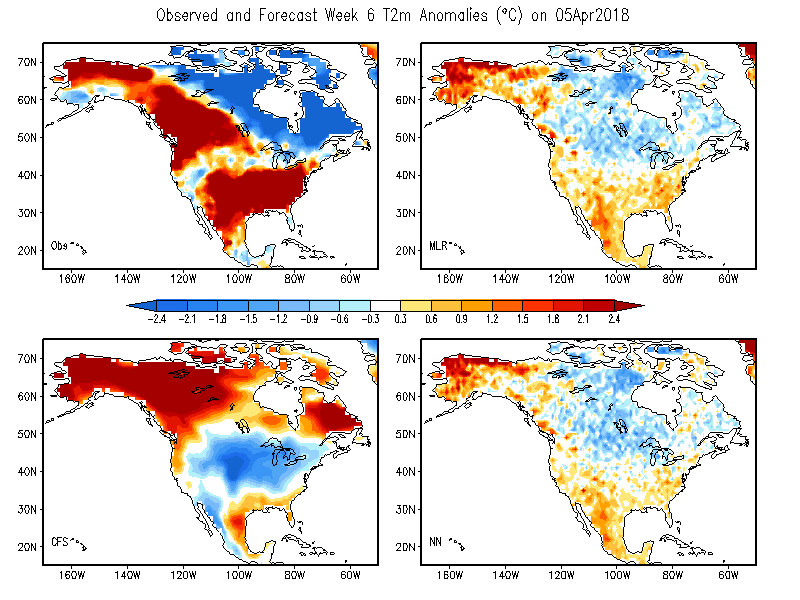 Observed and Forecast Week 6 T2m Anomalies (°C) on 05Apr2018
70N
60N
50N
40N
30N
20N
Obs
160W 140W 120W 100W 80W 60W
70N
60N
50N
40N
30N
20N
MLR
160W 140W 120W 100W 80W 60W
-2.4 -2.1 -1.8 -1.5 -1.2 -0.9 -0.6 -0.3 0.3 0.6 0.9 1.2 1.5 1.8 2.1 2.4
70N
60N
50N
40N
30N
20N
CFS
160W 140W 120W 100W 80W 60W
70N
60N
50N
40N
30N
20N
NN
160W 140W 120W 100W 80W 60W